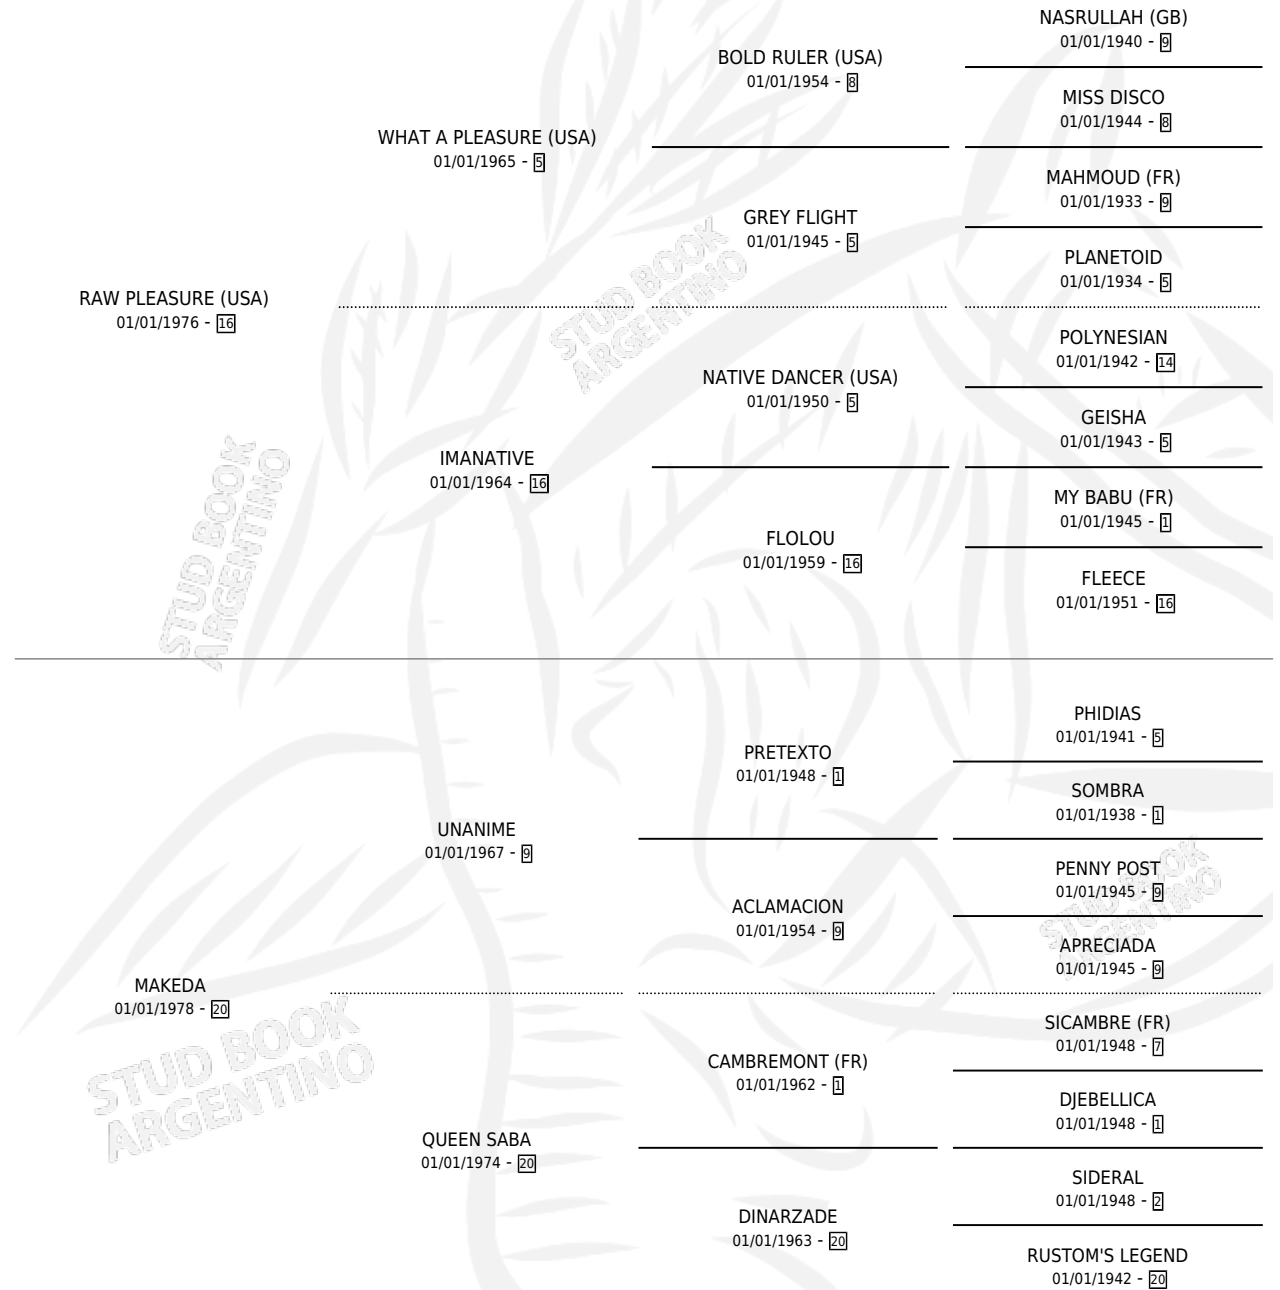 NASRULLAH (GB)
01/01/1940 - 9
BOLD RULER (USA)
01/01/1954 - 8
MISS DISCO
01/01/1944 - 8
WHAT A PLEASURE (USA)
01/01/1965 - 5
MAHMOUD (FR)
01/01/1933 - 9
GREY FLIGHT
01/01/1945 - 5
PLANETOID
01/01/1934 - 5
RAW PLEASURE (USA)
01/01/1976 - 16
POLYNESIAN
01/01/1942 - 14
NATIVE DANCER (USA)
01/01/1950 - 5
GEISHA
01/01/1943 - 5
IMANATIVE
01/01/1964 - 16
MY BABU (FR)
01/01/1945 - 1
FLOLOU
01/01/1959 - 16
FLEECE
01/01/1951 - 16
PHIDIAS
01/01/1941 - 5
PRETEXTO
01/01/1948 - 1
SOMBRA
01/01/1938 - 1
UNANIME
01/01/1967 - 9
PENNY POST
01/01/1945 - 9
ACLAMACION
01/01/1954 - 9
APRECIADA
01/01/1945 - 9
MAKEDA
01/01/1978 - 20
SICAMBRE (FR)
01/01/1948 - 7
CAMBREMONT (FR)
01/01/1962 - 1
DJEBELLICA
01/01/1948 - 1
QUEEN SABA
01/01/1974 - 20
SIDERAL
01/01/1948 - 2
DINARZADE
01/01/1963 - 20
RUSTOM'S LEGEND
01/01/1942 - 20
STUD BOOK
ARGENTINO
STUD BOOK
ARGENTINO
STUD BOOK
ARGENTINO
STUD BOOK
ARGENTINO